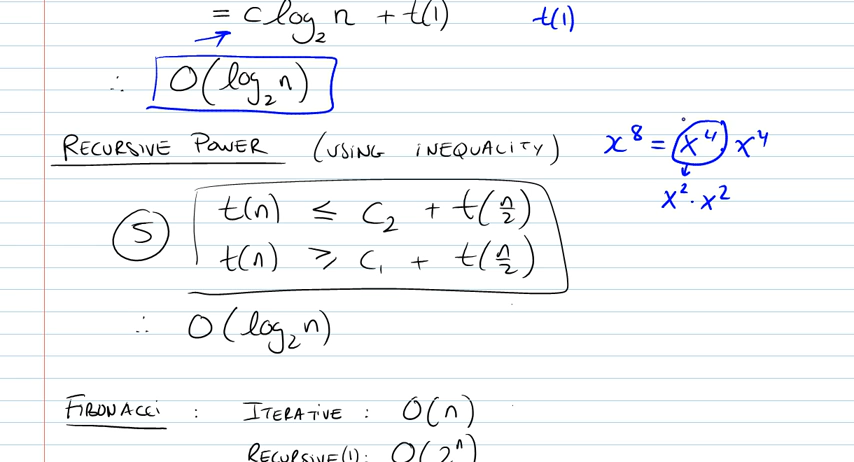 = c log₂ n + t(1) t(1)
∴ O(log₂ n)
RECURSIVE POWER (USING INEQUALITY) x⁸ = x⁴ x⁴
x² · x²
5 t(n) ≤ c₂ + t(n/2)
t(n) ≥ c₁ + t(n/2)
∴ O(log₂ n)
FIBONACCI : ITERATIVE : O(n)
RECURSIVE(1): O(2ⁿ)